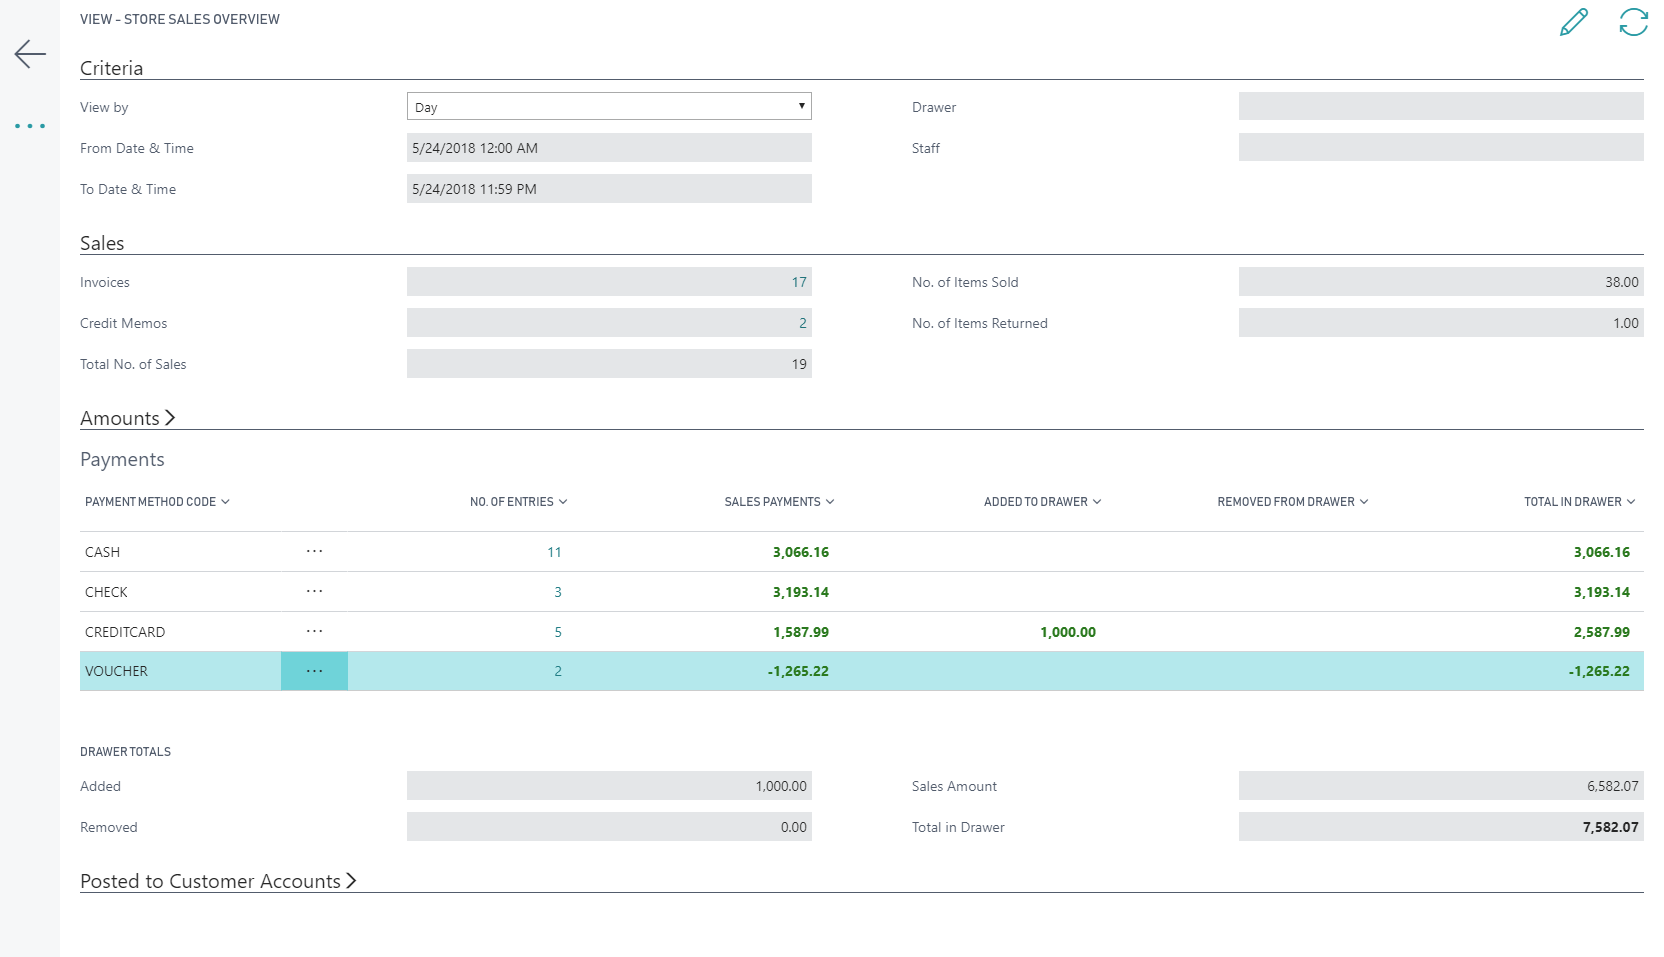 VIEW - STORE SALES OVERVIEW
Criteria
View by Day Drawer
From Date & Time 5/24/2018 12:00 AM Staff
To Date & Time 5/24/2018 11:59 PM
Sales
Invoices 17 No. of Items Sold 38.00
Credit Memos 2 No. of Items Returned 1.00
Total No. of Sales 19
Amounts
Payments
PAYMENT METHOD CODE NO. OF ENTRIES SALES PAYMENTS ADDED TO DRAWER REMOVED FROM DRAWER TOTAL IN DRAWER
CASH ... 11 3,066.16 3,066.16
CHECK ... 3 3,193.14 3,193.14
CREDITCARD ... 5 1,587.99 1,000.00 2,587.99
VOUCHER ... 2 -1,265.22 -1,265.22
DRAWER TOTALS
Added 1,000.00 Sales Amount 6,582.07
Removed 0.00 Total in Drawer 7,582.07
Posted to Customer Accounts